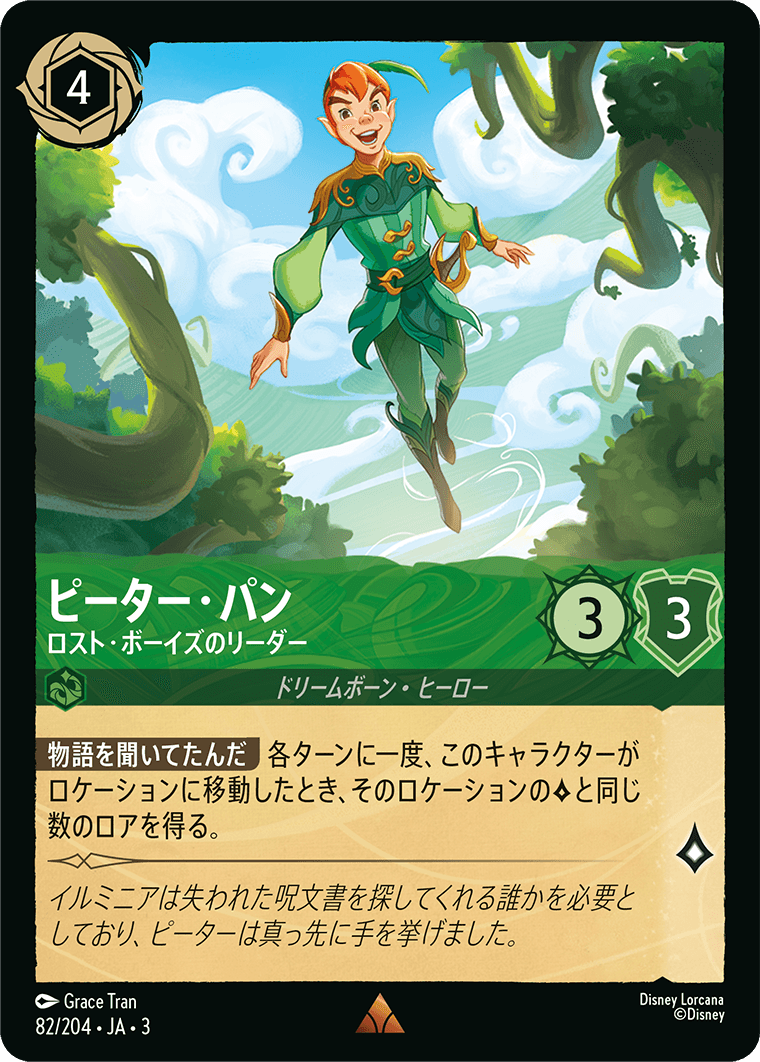 4
ピーター・パン
ロスト・ボーイズのリーダー
3
3
ドリームボーン・ヒーロー
物語を聞いてたんだ 各ターンに一度、このキャラクターが
ロケーションに移動したとき、そのロケーションの⟡と同じ
数のロアを得る。
イルミニアは失われた呪文書を探してくれる誰かを必要と
しており、ピーターは真っ先に手を挙げました。
Grace Tran
82/204 • JA • 3
Disney Lorcana
©Disney